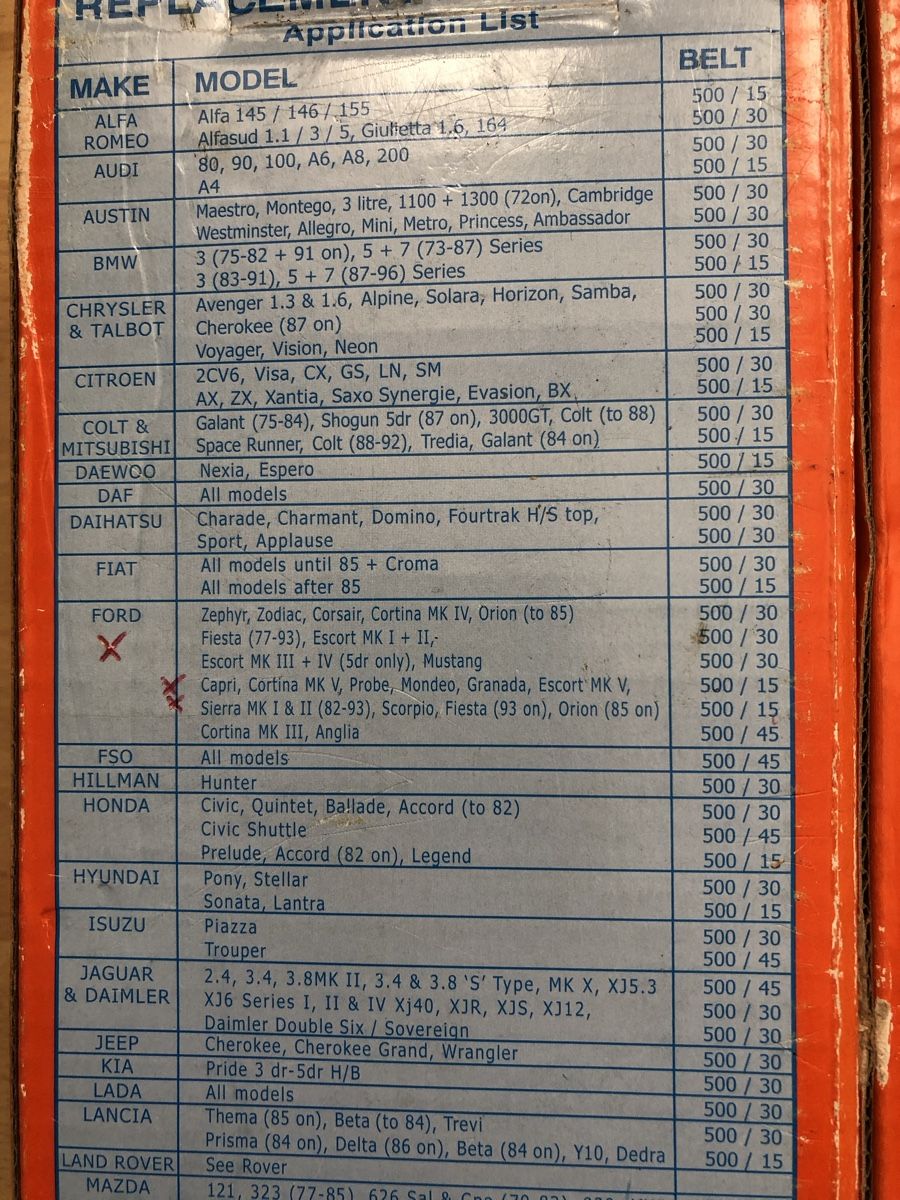 REPLACEMENT
Application List
MAKE MODEL BELT
ALFA ROMEO Alfa 145 / 146 / 155 500 / 15
Alfasud 1.1 / 3 / 5, Giulietta 1.6, 164 500 / 30
AUDI 80, 90, 100, A6, A8, 200 500 / 30
A4 500 / 15
AUSTIN Maestro, Montego, 3 litre, 1100 + 1300 (72on), Cambridge 500 / 30
Westminster, Allegro, Mini, Metro, Princess, Ambassador 500 / 30
BMW 3 (75-82 + 91 on), 5 + 7 (73-87) Series 500 / 30
3 (83-91), 5 + 7 (87-96) Series 500 / 15
CHRYSLER Avenger 1.3 & 1.6, Alpine, Solara, Horizon, Samba, 500 / 30
& TALBOT Cherokee (87 on) 500 / 30
Voyager, Vision, Neon 500 / 15
CITROEN 2CV6, Visa, CX, GS, LN, SM 500 / 30
AX, ZX, Xantia, Saxo Synergie, Evasion, BX 500 / 15
COLT & Galant (75-84), Shogun 5dr (87 on), 3000GT, Colt (to 88) 500 / 30
MITSUBISHI Space Runner, Colt (88-92), Tredia, Galant (84 on) 500 / 15
DAEWOO Nexia, Espero 500 / 15
DAF All models 500 / 30
DAIHATSU Charade, Charmant, Domino, Fourtrak H/S top, 500 / 30
Sport, Applause 500 / 30
FIAT All models until 85 + Croma 500 / 30
All models after 85 500 / 15
FORD Zephyr, Zodiac, Corsair, Cortina MK IV, Orion (to 85) 500 / 30
Fiesta (77-93), Escort MK I + II,- 500 / 30
Escort MK III + IV (5dr only), Mustang 500 / 30
Capri, Cortina MK V, Probe, Mondeo, Granada, Escort MK V, 500 / 15
Sierra MK I & II (82-93), Scorpio, Fiesta (93 on), Orion (85 on) 500 / 15
Cortina MK III, Anglia 500 / 45
FSO All models 500 / 45
HILLMAN Hunter 500 / 30
HONDA Civic, Quintet, Ballade, Accord (to 82) 500 / 30
Civic Shuttle 500 / 45
Prelude, Accord (82 on), Legend 500 / 15
HYUNDAI Pony, Stellar 500 / 30
Sonata, Lantra 500 / 15
ISUZU Piazza 500 / 30
Trouper 500 / 45
JAGUAR 2.4, 3.4, 3.8MK II, 3.4 & 3.8 ‘S’ Type, MK X, XJ5.3 500 / 45
& DAIMLER XJ6 Series I, II & IV Xj40, XJR, XJS, XJ12, 500 / 30
Daimler Double Six / Sovereign 500 / 30
JEEP Cherokee, Cherokee Grand, Wrangler 500 / 30
KIA Pride 3 dr-5dr H/B 500 / 30
LADA All models 500 / 30
LANCIA Thema (85 on), Beta (to 84), Trevi 500 / 30
Prisma (84 on), Delta (86 on), Beta (84 on), Y10, Dedra 500 / 15
LAND ROVER See Rover
MAZDA 121, 323 (77-85), 626 Sal & Cpe